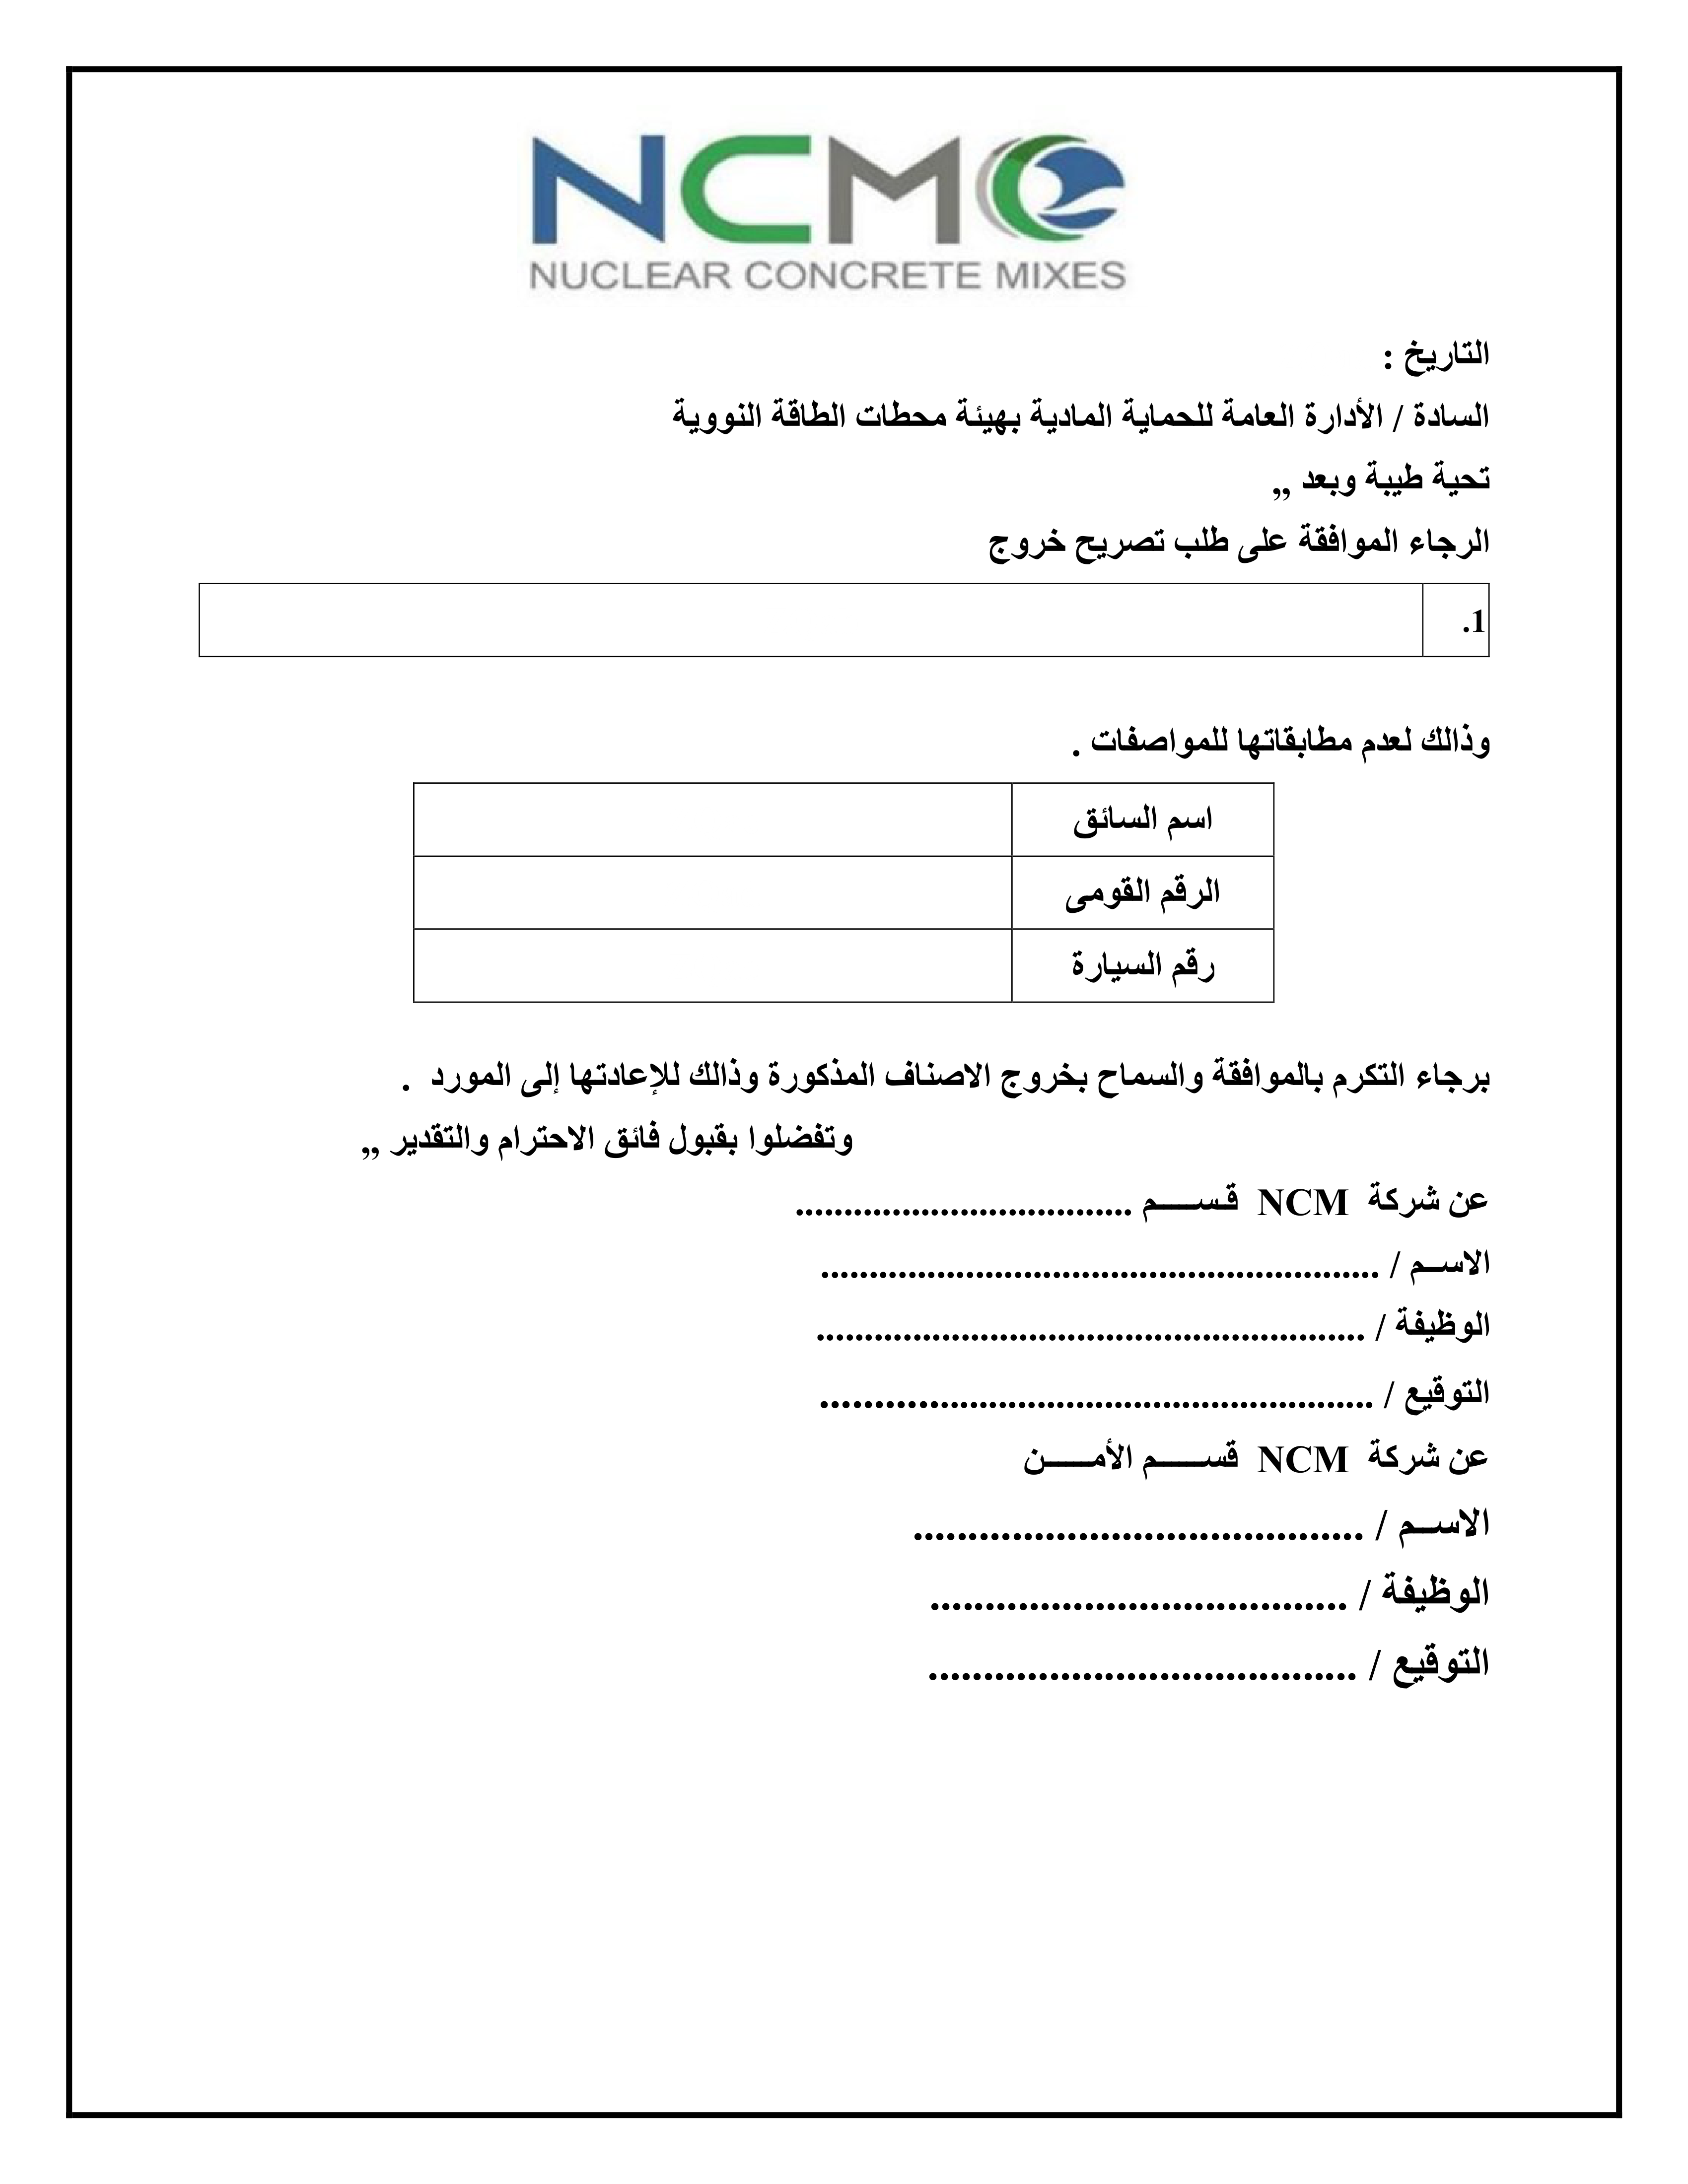 NCM
NUCLEAR CONCRETE MIXES
التاريخ :
السادة / الأدارة العامة للحماية المادية بهيئة محطات الطاقة النووية
تحية طيبة وبعد ,,
الرجاء الموافقة على طلب تصريح خروج
1.
وذالك لعدم مطابقاتها للمواصفات .
اسم السائق
الرقم القومى
رقم السيارة
برجاء التكرم بالموافقة والسماح بخروج الاصناف المذكورة وذالك للإعادتها إلى المورد .
وتفضلوا بقبول فائق الاحترام والتقدير ,,
عن شركة NCM قـســـــم ...................................
الاســم / ..........................................................
الوظيفة / .........................................................
التوقيع / .........................................................
عن شركة NCM قســــــم الأمــــــن
الاســم / .........................................
الوظيفة / ......................................
التوقيع / .......................................